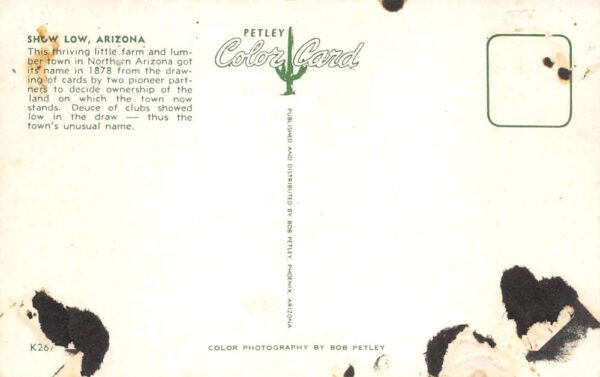 SHOW LOW, ARIZONA
This thriving little farm and lum-
ber town in Northern Arizona got
its name in 1878 from the draw-
ing of cards by two pioneer part-
ners to decide ownership of the
land on which the town now
stands. Deuce of clubs showed
low in the draw — thus the
town's unusual name.
PETLEY
Color Card
PUBLISHED AND DISTRIBUTED BY BOB PETLEY, PHOENIX, ARIZONA
K267
COLOR PHOTOGRAPHY BY BOB PETLEY